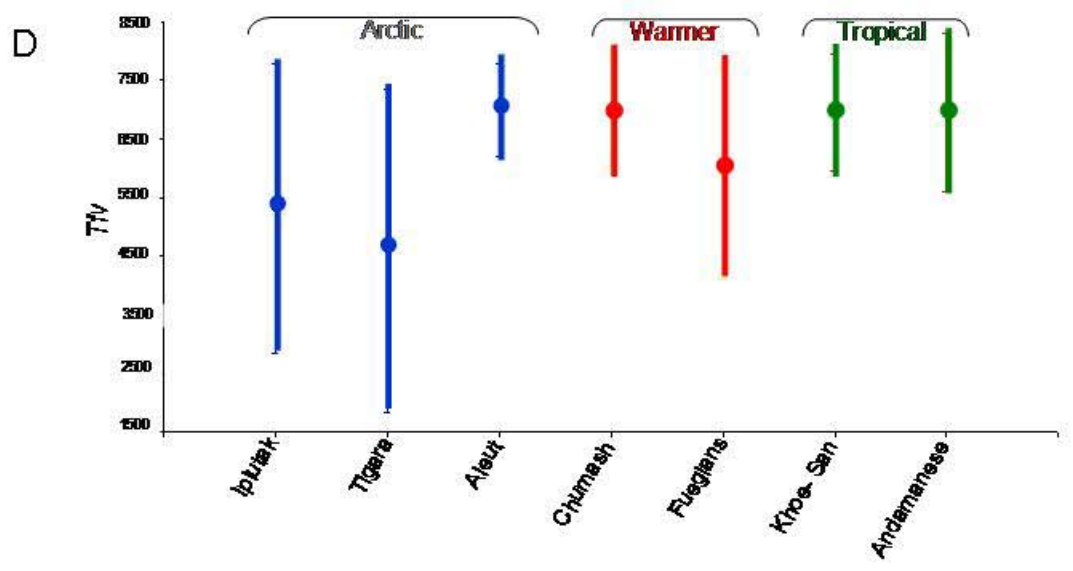 D
Arctic
Warmer
Tropical
Tfv
8500
7500
6500
5500
4500
3500
2500
1500
Ipiutak
Tigara
Aleut
Chumash
Fuegians
Khoe- San
Andamanese